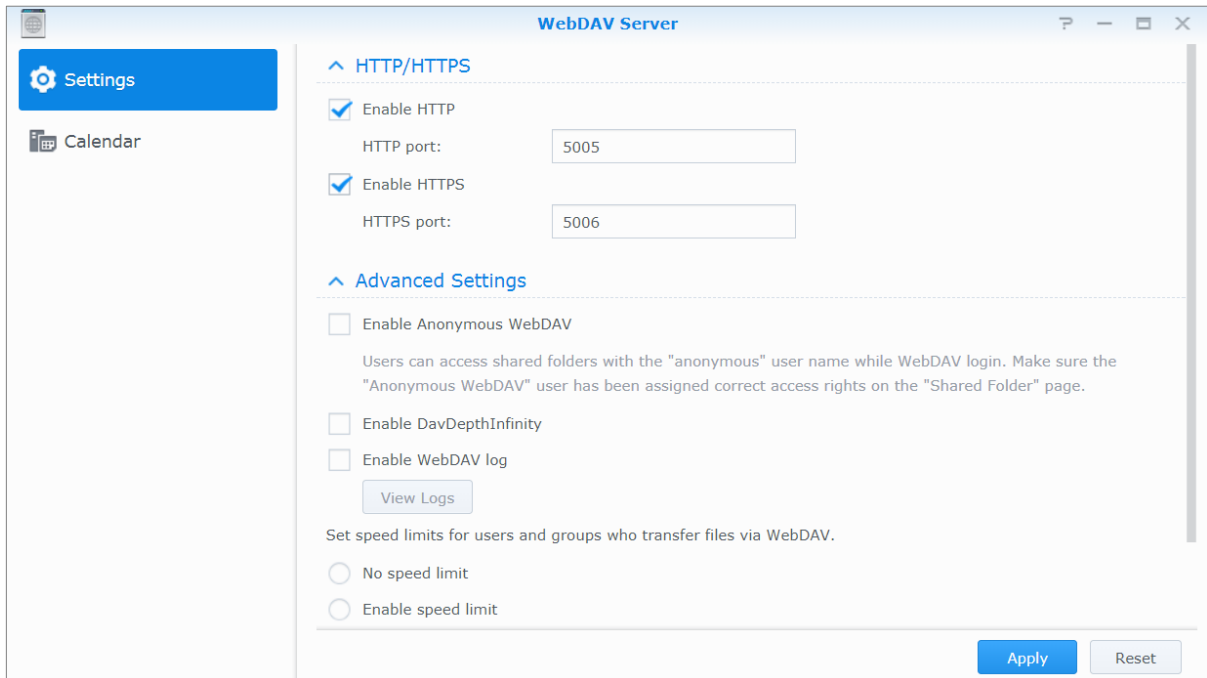 WebDAV Server
Settings
Calendar
HTTP/HTTPS
Enable HTTP
HTTP port: 5005
Enable HTTPS
HTTPS port: 5006
Advanced Settings
Enable Anonymous WebDAV
Users can access shared folders with the "anonymous" user name while WebDAV login. Make sure the
"Anonymous WebDAV" user has been assigned correct access rights on the "Shared Folder" page.
Enable DavDepthInfinity
Enable WebDAV log
View Logs
Set speed limits for users and groups who transfer files via WebDAV.
No speed limit
Enable speed limit
Apply Reset